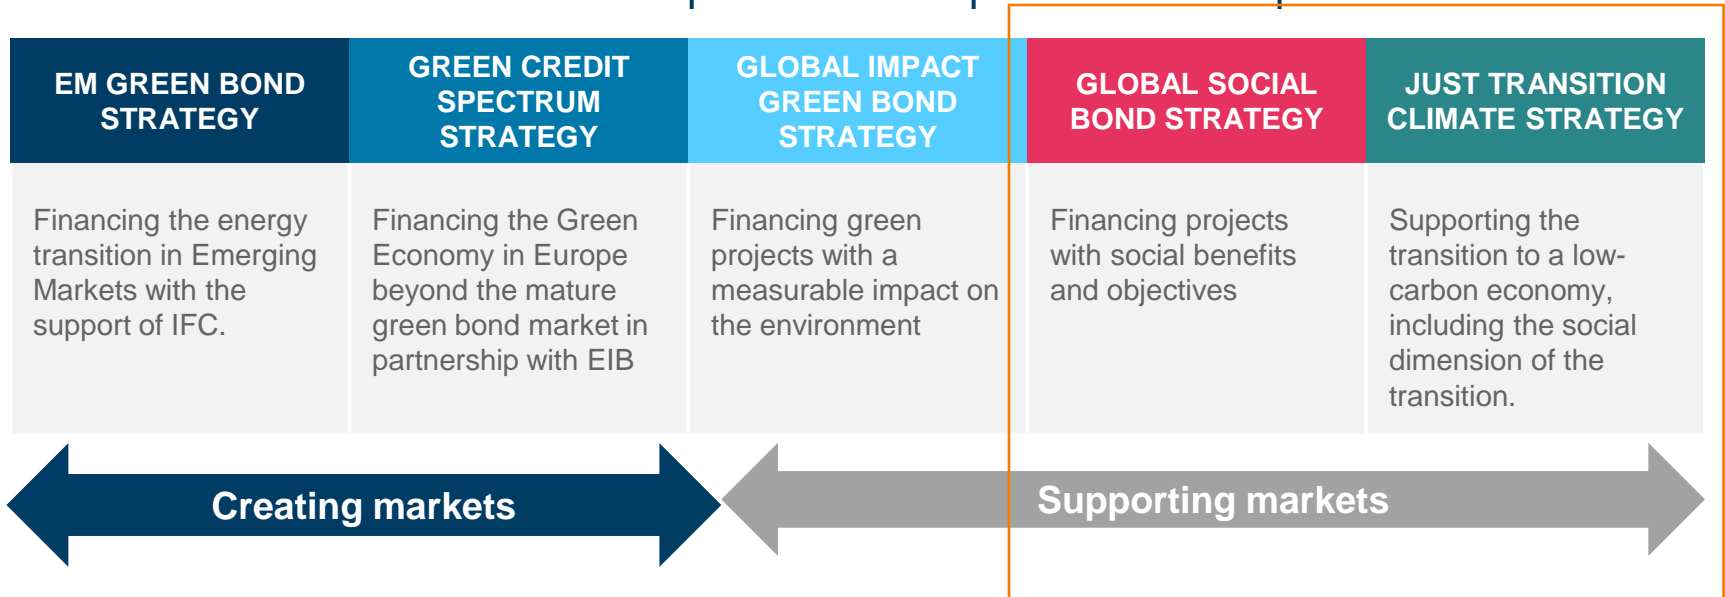 EM GREEN BOND
STRATEGY
GREEN CREDIT
SPECTRUM
STRATEGY
GLOBAL IMPACT
GREEN BOND
STRATEGY
GLOBAL SOCIAL
BOND STRATEGY
JUST TRANSITION
CLIMATE STRATEGY
Financing the energy
transition in Emerging
Markets with the
support of IFC.
Financing the Green
Economy in Europe
beyond the mature
green bond market in
partnership with EIB
Financing green
projects with a
measurable impact on
the environment
Financing projects
with social benefits
and objectives
Supporting the
transition to a low-
carbon economy,
including the social
dimension of the
transition.
Creating markets
Supporting markets